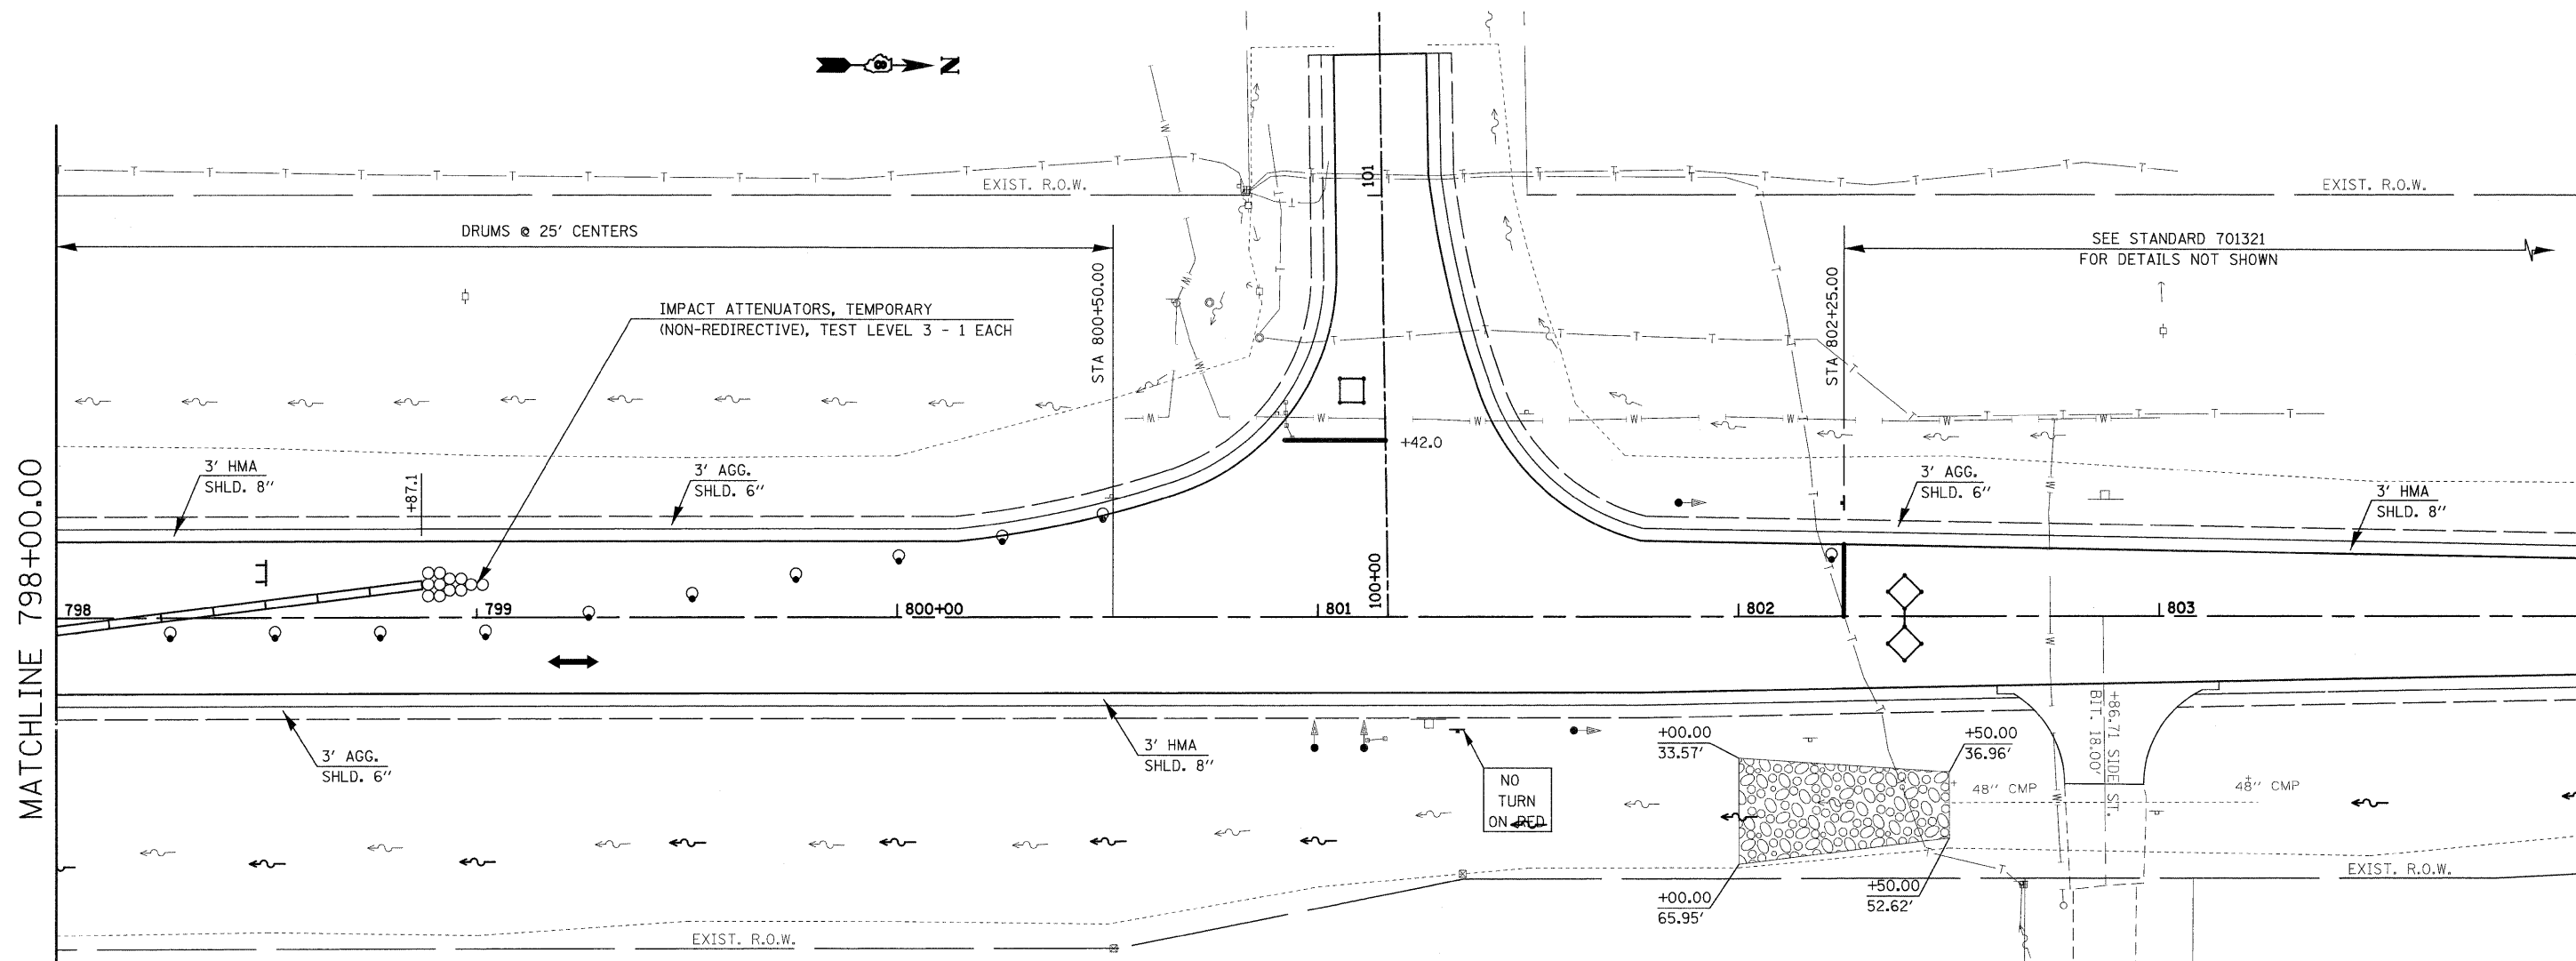 N
EXIST. R.O.W.
101
EXIST. R.O.W.
DRUMS @ 25' CENTERS
SEE STANDARD 701321
FOR DETAILS NOT SHOWN
STA 800+50.00
STA 802+25.00
IMPACT ATTENUATORS, TEMPORARY
(NON-REDIRECTIVE), TEST LEVEL 3 - 1 EACH
+42.0
MATCHLINE 798+00.00
3' HMA
SHLD. 8"
+87.1
3' AGG.
SHLD. 6"
3' AGG.
SHLD. 6"
3' HMA
SHLD. 8"
100+00
798
799
800+00
801
802
803
3' AGG.
SHLD. 6"
3' HMA
SHLD. 8"
NO
TURN
ON RED
+00.00
33.57'
+50.00
36.96'
+86.71 SIDE ST.
BIT. 18.00'
48" CMP
48" CMP
+00.00
65.95'
+50.00
52.62'
EXIST. R.O.W.
EXIST. R.O.W.